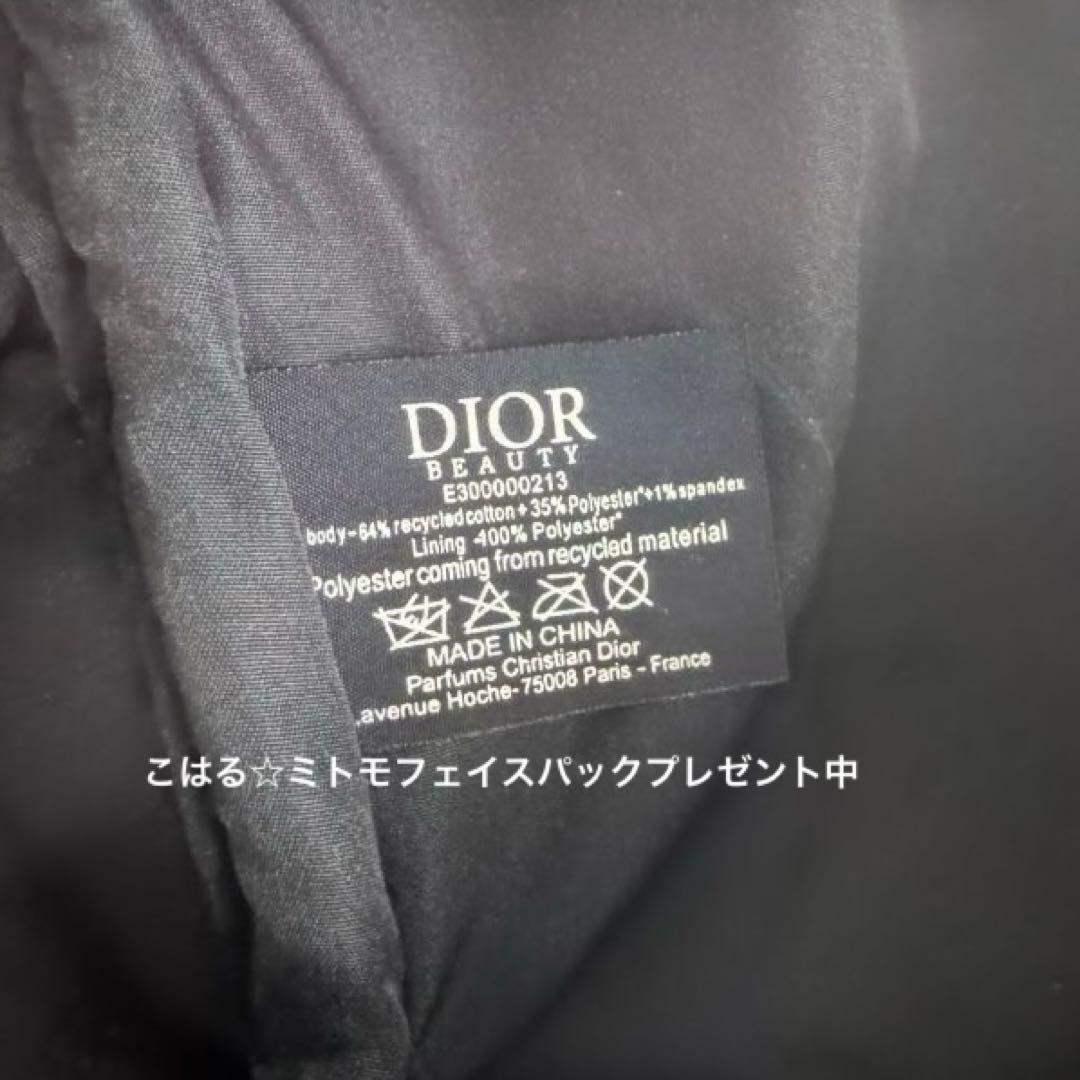 DIOR
BEAUTY
E300000213
body-64% recycled cotton + 35% Polyester*+1% spandex
Lining -100% Polyester*
Polyester coming from recycled material
MADE IN CHINA
Parfums Christian Dior
avenue Hoche-75008 Paris - France
こはる☆ミトモフェイスパックプレゼント中